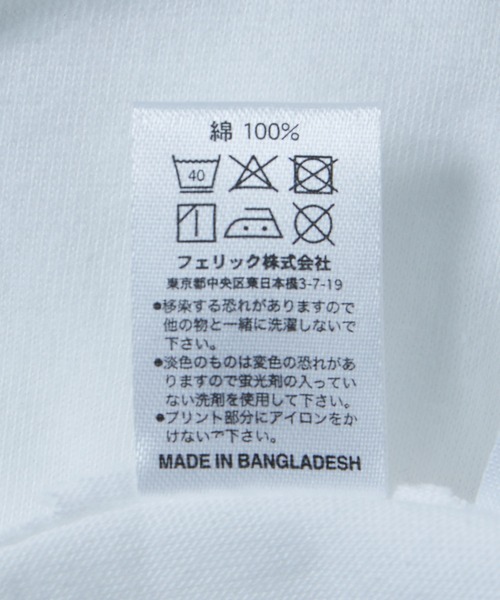 綿 100%
40
フェリック株式会社
東京都中央区東日本橋3-7-19
●移染する恐れがありますので
他の物と一緒に洗濯しないで
下さい。
●淡色のものは変色の恐れがあ
りますので蛍光剤の入ってい
ない洗剤を使用して下さい。
●プリント部分にアイロンをか
けないで下さい。
MADE IN BANGLADESH